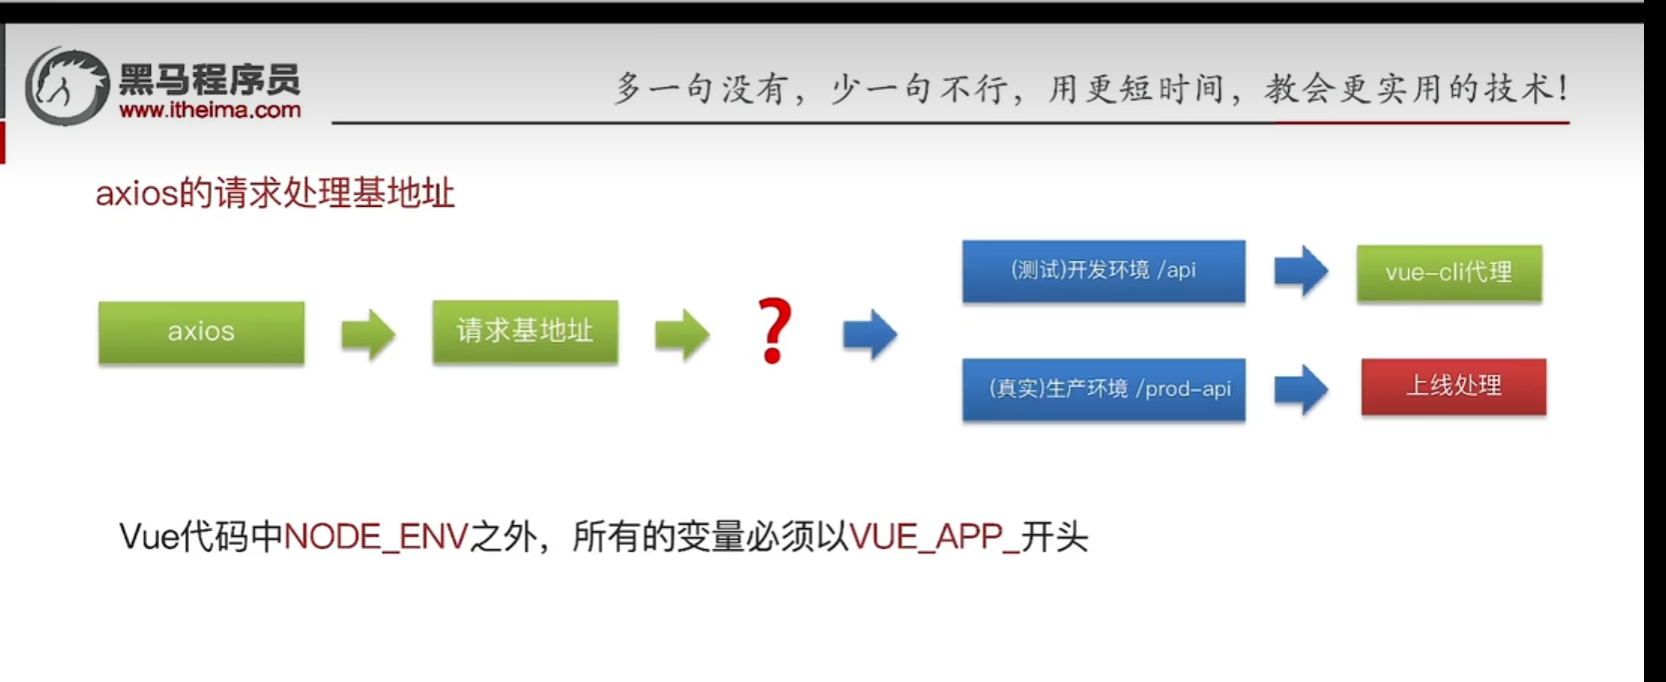 黑马程序员
www.itheima.com
多一句没有，少一句不行，用更短时间，教会更实用的技术！
axios的请求处理基地址
axios
请求基地址
?
(测试)开发环境 /api
vue-cli代理
(真实)生产环境 /prod-api
上线处理
Vue代码中NODE_ENV之外，所有的变量必须以VUE_APP_开头